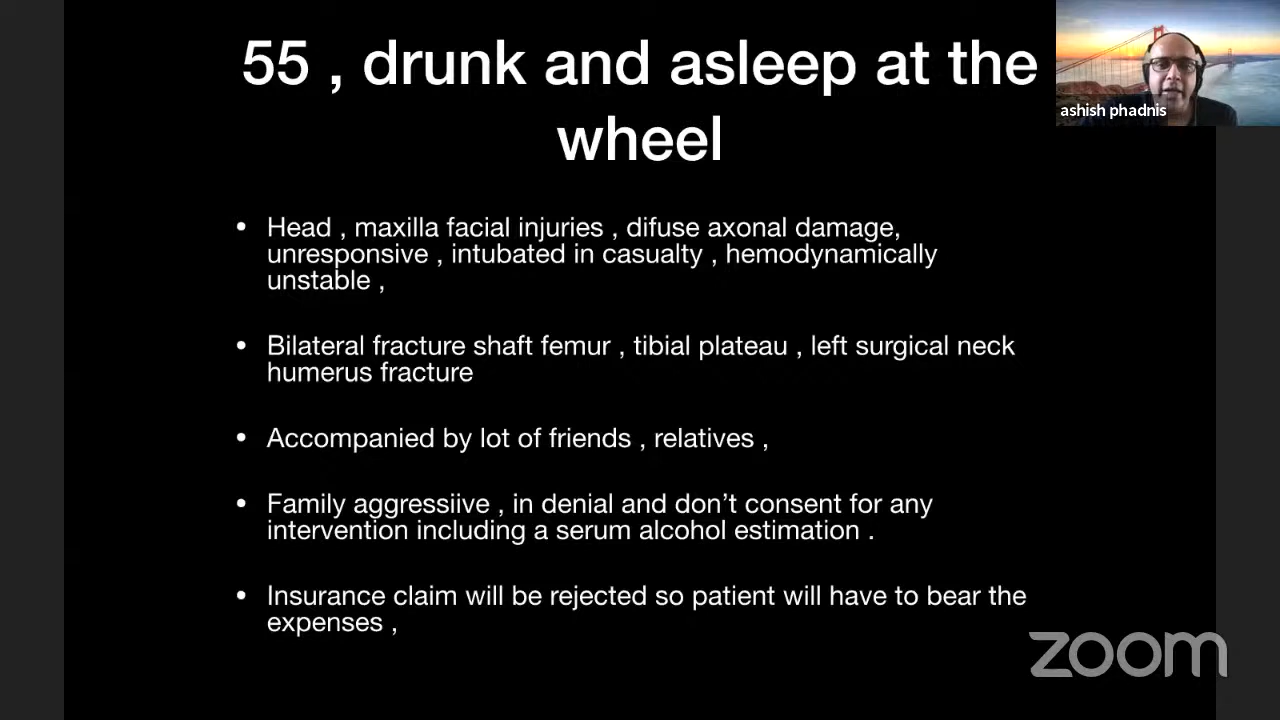 55 , drunk and asleep at the
wheel
ashish phadnis
• Head , maxilla facial injuries , difuse axonal damage,
unresponsive , intubated in casualty , hemodynamically
unstable ,
• Bilateral fracture shaft femur , tibial plateau , left surgical neck
humerus fracture
• Accompanied by lot of friends , relatives ,
• Family aggressiive , in denial and don’t consent for any
intervention including a serum alcohol estimation .
• Insurance claim will be rejected so patient will have to bear the
expenses ,
zoom